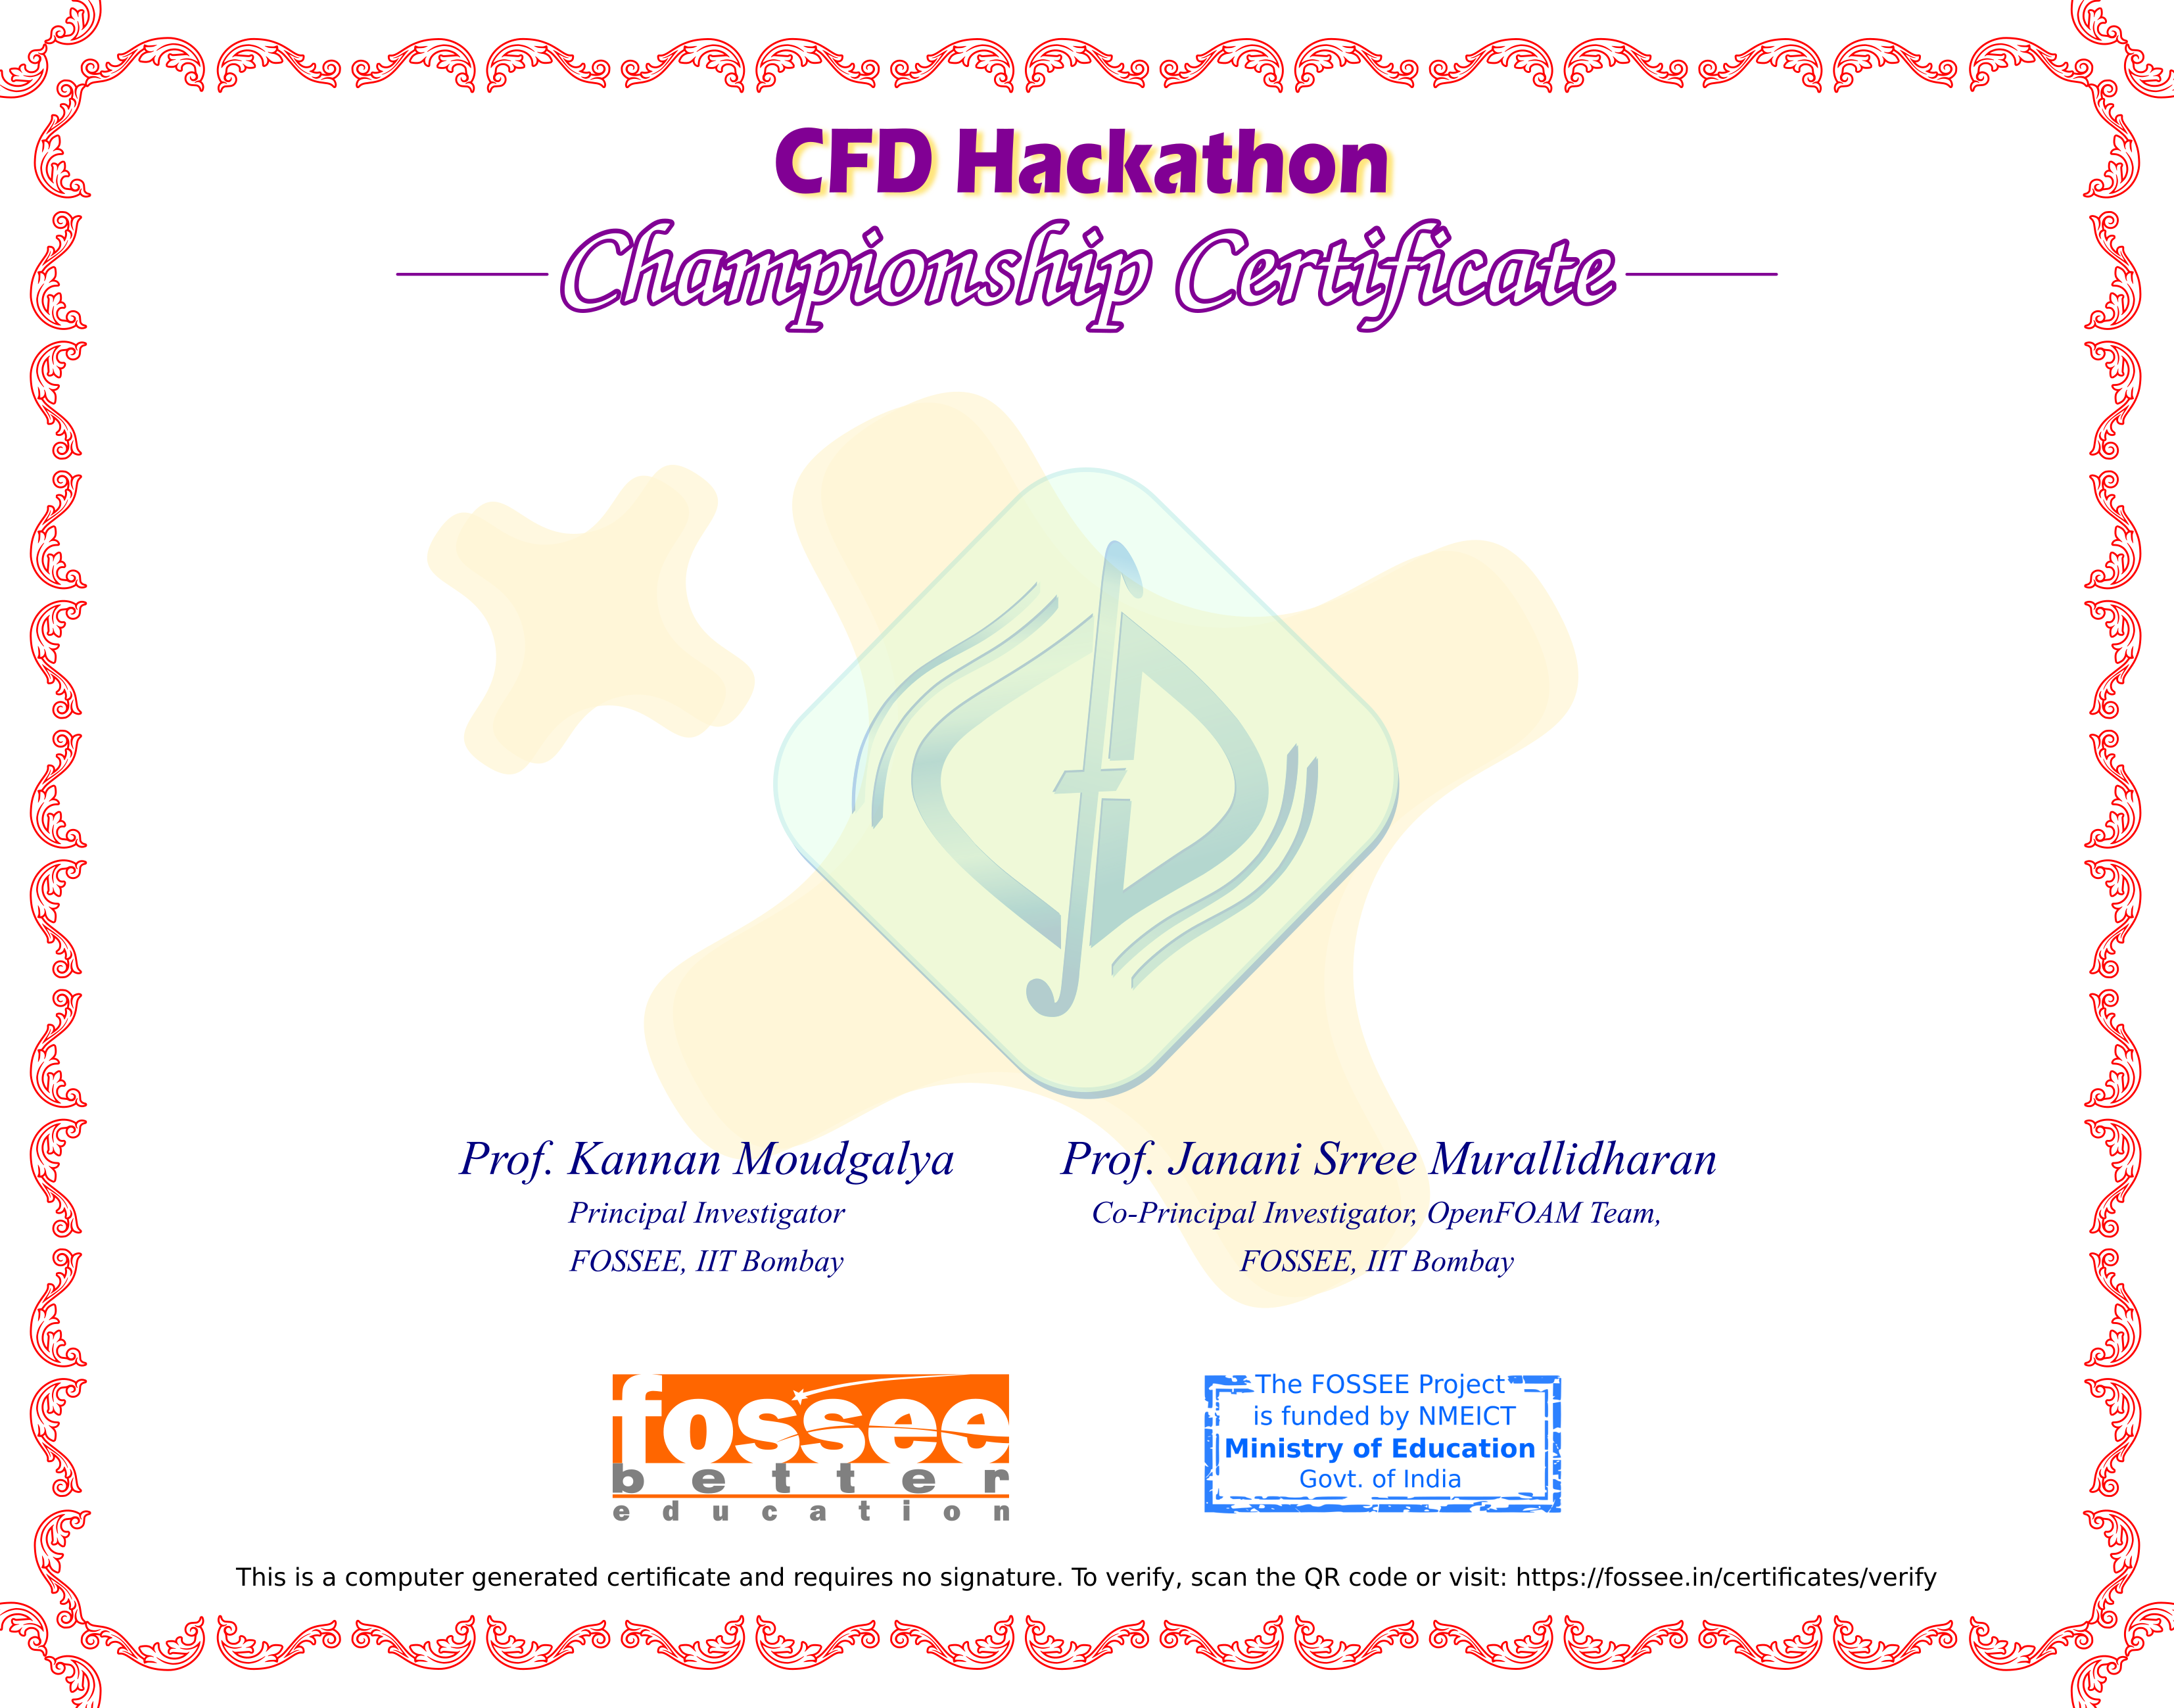 CFD Hackathon
Championship Certificate
CFD
Prof. Kannan Moudgalya
Principal Investigator
FOSSEE, IIT Bombay
Prof. Janani Srree Murallidharan
Co-Principal Investigator, OpenFOAM Team,
FOSSEE, IIT Bombay
fossee
better
education
The FOSSEE Project
is funded by NMEICT
Ministry of Education
Govt. of India
This is a computer generated certificate and requires no signature. To verify, scan the QR code or visit: https://fossee.in/certificates/verify